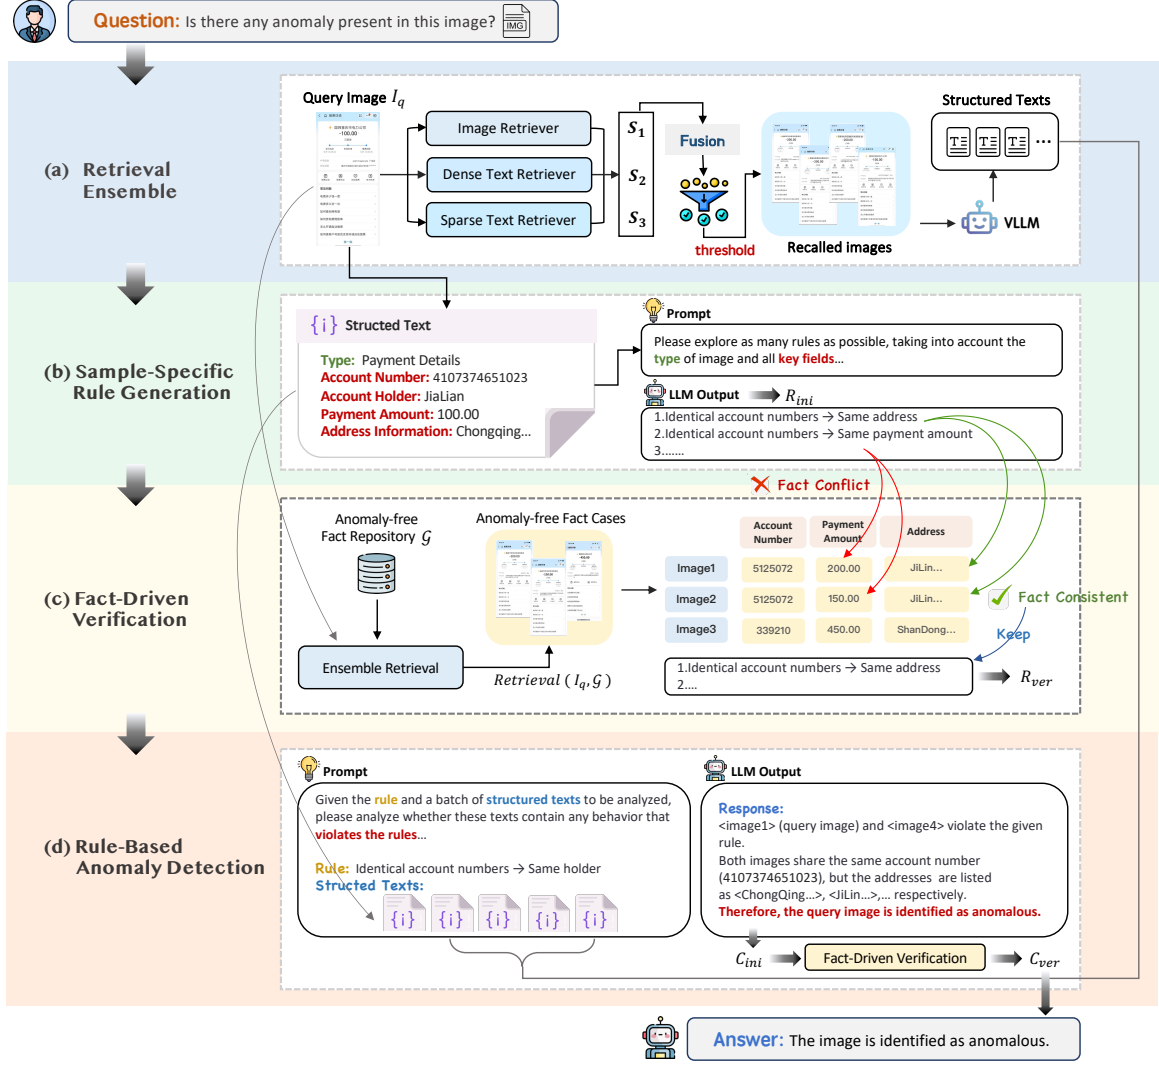 Question: Is there any anomaly present in this image?
IMG
(a) Retrieval
Ensemble
Query Image I_q
-100.00
Image Retriever
Dense Text Retriever
Sparse Text Retriever
S_1
S_2
S_3
Fusion
threshold
Recalled images
Structured Texts
...
VLLM
(b) Sample-Specific
Rule Generation
{i} Structed Text
Type: Payment Details
Account Number: 4107374651023
Account Holder: JiaLian
Payment Amount: 100.00
Address Information: Chongqing...
Prompt
Please explore as many rules as possible, taking into account the
type of image and all key fields...
LLM Output
R_ini
1.Identical account numbers → Same address
2.Identical account numbers → Same payment amount
3.......
(c) Fact-Driven
Verification
Anomaly-free
Fact Repository G
Ensemble Retrieval
Anomaly-free Fact Cases
Retrieval (I_q, G)
Fact Conflict
Account
Number
Payment
Amount
Address
Image1 5125072 200.00 JiLin...
Image2 5125072 150.00 JiLin...
Image3 339210 450.00 ShanDong...
Fact Consistent
Keep
1.Identical account numbers → Same address
2....
R_ver
(d) Rule-Based
Anomaly Detection
Prompt
Given the rule and a batch of structured texts to be analyzed,
please analyze whether these texts contain any behavior that
violates the rules...
Rule: Identical account numbers → Same holder
Structed Texts:
{i} {i} {i} {i} {i}
LLM Output
Response:
<image1> (query image) and <image4> violate the given
rule.
Both images share the same account number
(4107374651023), but the addresses are listed
as <ChongQing...>, <JiLin...>,... respectively.
Therefore, the query image is identified as anomalous.
C_ini
Fact-Driven Verification
C_ver
Answer: The image is identified as anomalous.